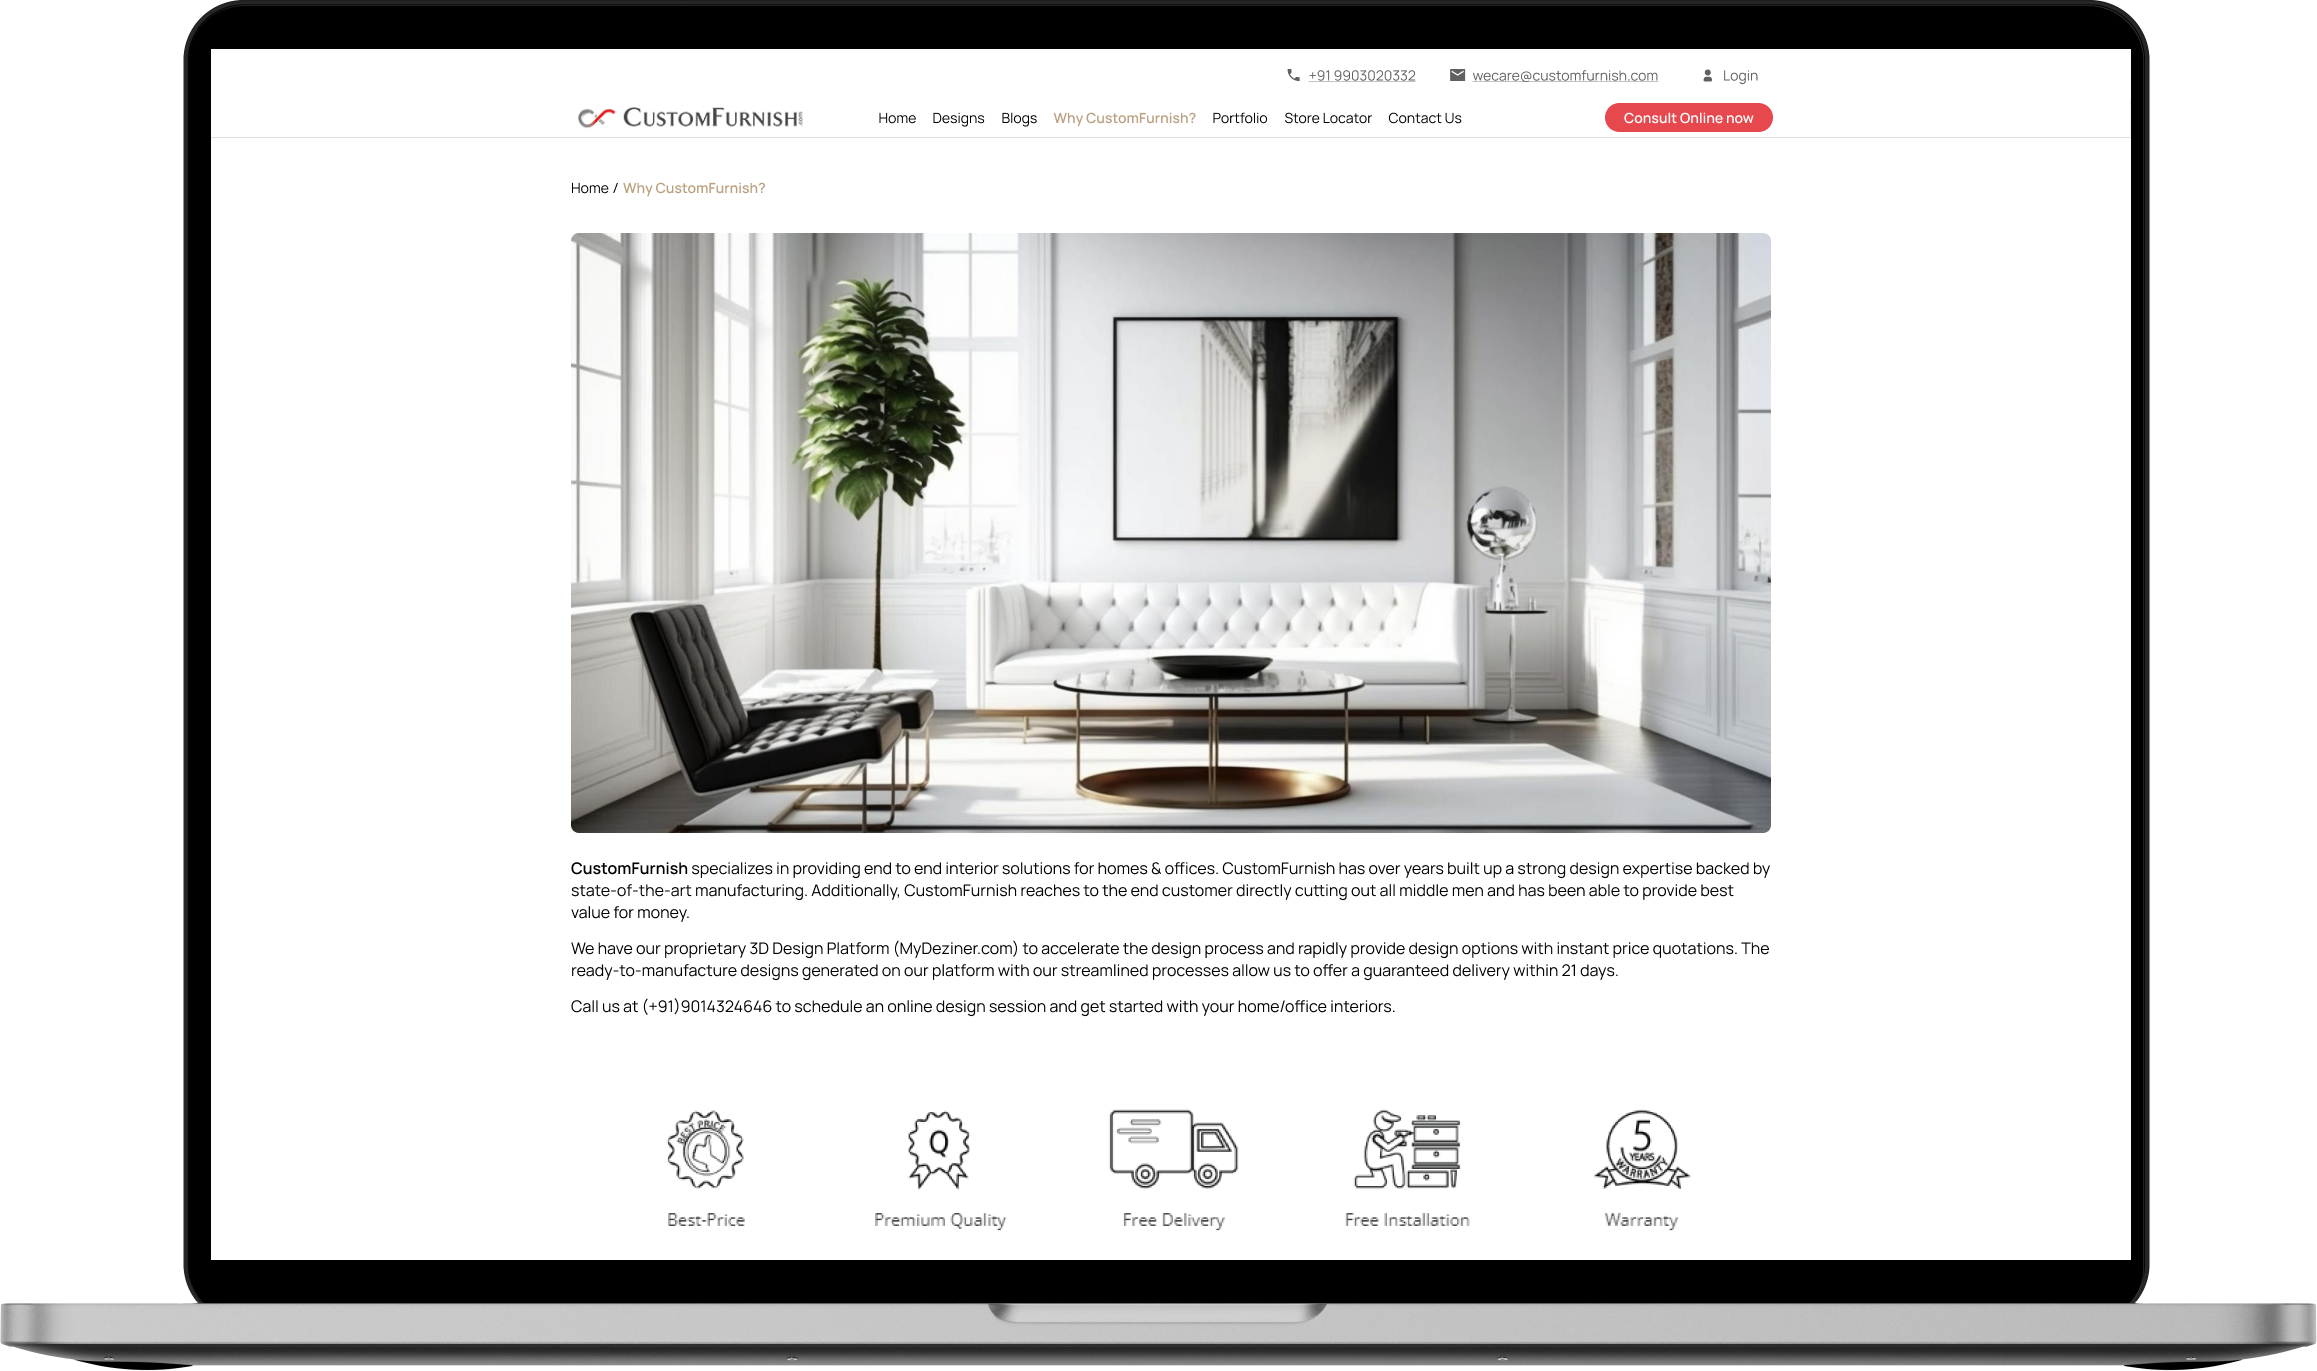 +91 9903020332 wecare@customfurnish.com Login
CUSTOMFURNISH Home Designs Blogs Why CustomFurnish? Portfolio Store Locator Contact Us Consult Online now
Home / Why CustomFurnish?
CustomFurnish specializes in providing end to end interior solutions for homes & offices. CustomFurnish has over years built up a strong design expertise backed by
state-of-the-art manufacturing. Additionally, CustomFurnish reaches to the end customer directly cutting out all middle men and has been able to provide best
value for money.
We have our proprietary 3D Design Platform (MyDeziner.com) to accelerate the design process and rapidly provide design options with instant price quotations. The
ready-to-manufacture designs generated on our platform with our streamlined processes allow us to offer a guaranteed delivery within 21 days.
Call us at (+91)9014324646 to schedule an online design session and get started with your home/office interiors.
BEST PRICE
Q
5
YEARS
WARRANTY
Best-Price Premium Quality Free Delivery Free Installation Warranty